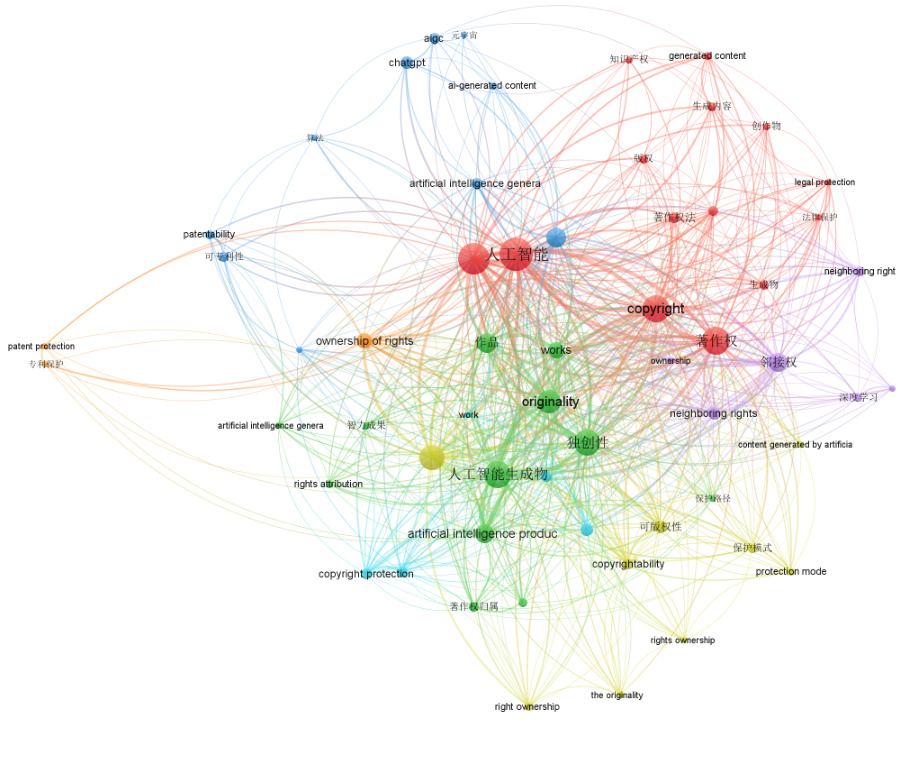 元宇宙
aigc
知识产权
generated content
chatgpt
ai-generated content
生成内容
创作物
算法
版权
artificial intelligence genera
legal protection
著作权法
法律保护
patentability
人工智能
可专利性
neighboring right
生成物
copyright
ownership of rights
作品
著作权
patent protection
works
专利保护
ownership
邻接权
深度学习
originality
work
neighboring rights
artificial intelligence genera
智力成果
独创性
content generated by artificia
人工智能生成物
rights attribution
保护路径
可版权性
artificial intelligence produc
保护模式
copyrightability
copyright protection
protection mode
著作权归属
rights ownership
the originality
right ownership